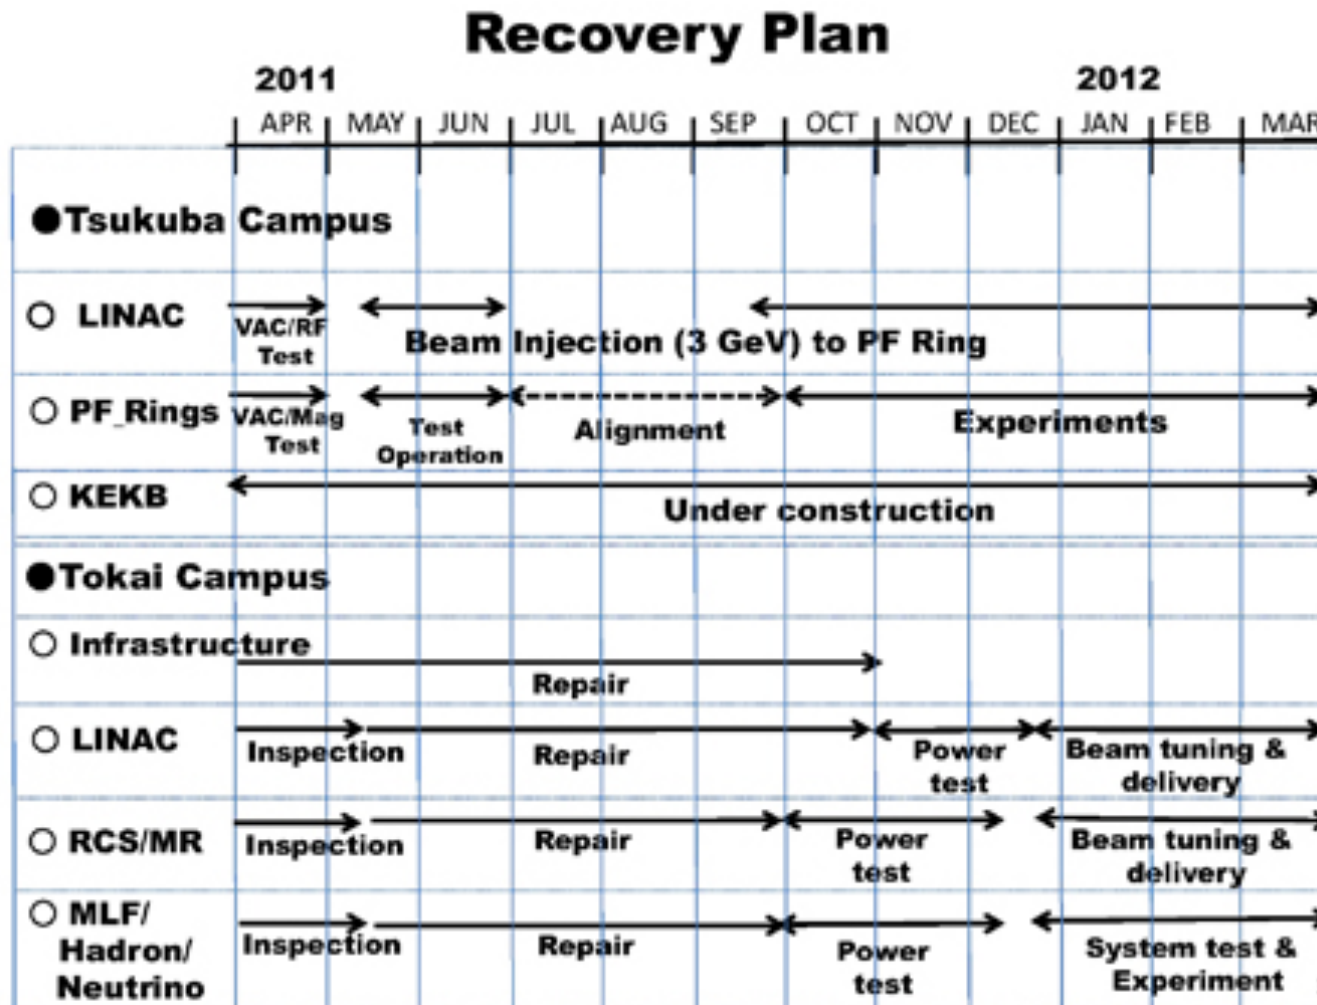 Recovery Plan
2011 2012
APR MAY JUN JUL AUG SEP OCT NOV DEC JAN FEB MAR
Tsukuba Campus
LINAC
VAC/RF
Test
Beam Injection (3 GeV) to PF Ring
PF_Rings
VAC/Mag
Test
Test
Operation
Alignment
Experiments
KEKB
Under construction
Tokai Campus
Infrastructure
Repair
LINAC
Inspection
Repair
Power
test
Beam tuning &
delivery
RCS/MR
Inspection
Repair
Power
test
Beam tuning &
delivery
MLF/
Hadron/
Neutrino
Inspection
Repair
Power
test
System test &
Experiment